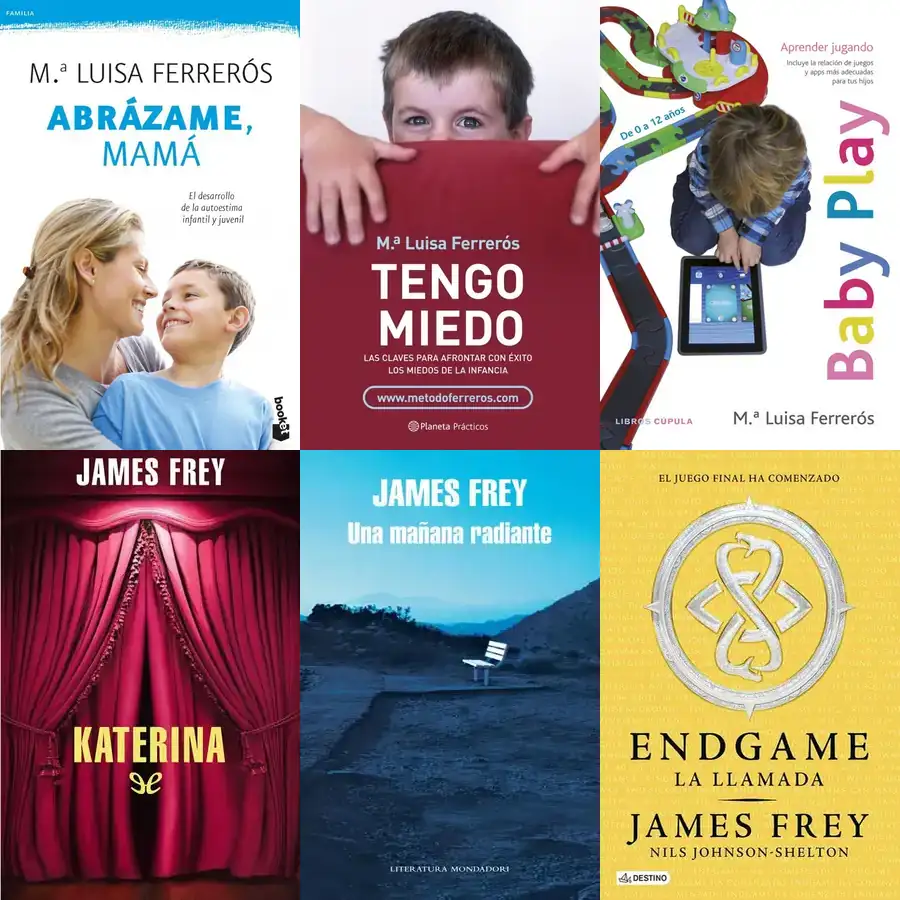 FAMILIA
M.ª LUISA FERRERÓS
ABRÁZAME,
MAMÁ
El desarrollo
de la autoestima
infantil y juvenil
booket
M.ª Luisa Ferrerós
TENGO
MIEDO
LAS CLAVES PARA AFRONTAR CON ÉXITO
LOS MIEDOS DE LA INFANCIA
www.metodoferreros.com
Planeta Prácticos
Aprender jugando
Incluye la relación de juegos
y apps más adecuadas
para tus hijos
De 0 a 12 años
Baby Play
LIBROS CÚPULA
M.ª Luisa Ferrerós
JAMES FREY
KATERINA
JAMES FREY
Una mañana radiante
LITERATURA MONDADORI
EL JUEGO FINAL HA COMENZADO
ENDGAME
LA LLAMADA
JAMES FREY
NILS JOHNSON-SHELTON
DESTINO